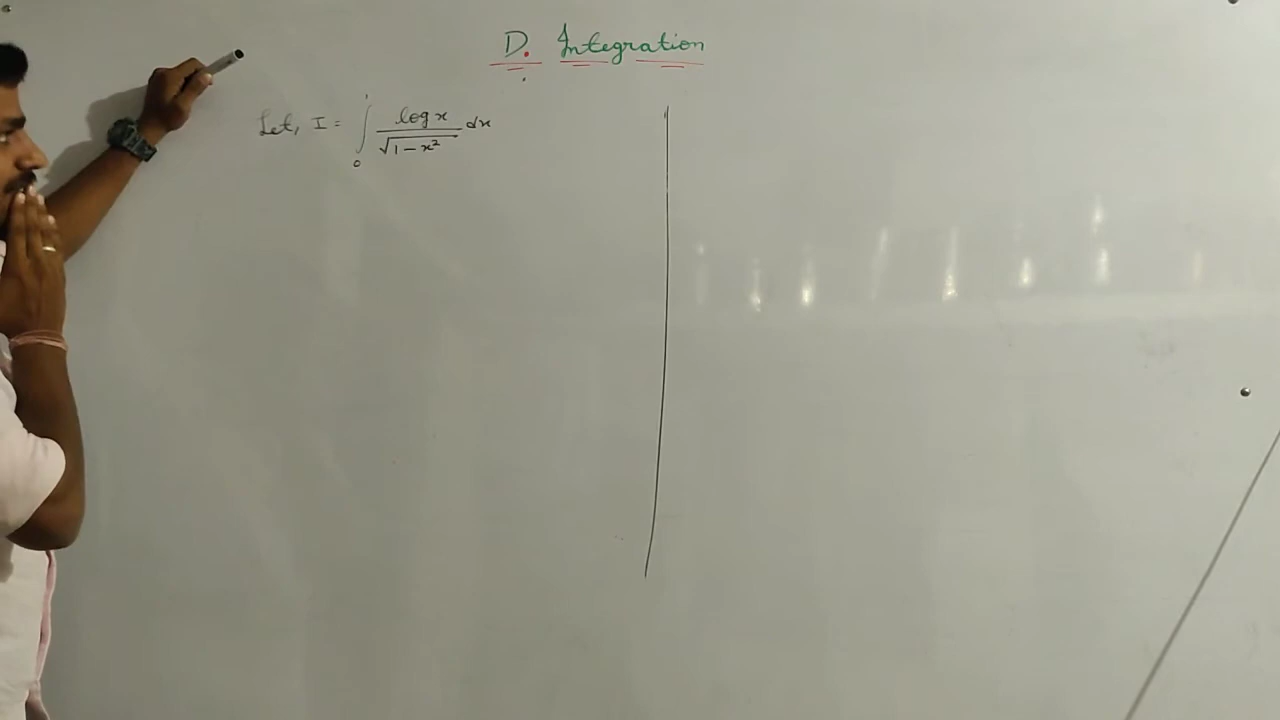 D. Integration
Let, I = ∫₀¹ log x / √(1 - x²) dx